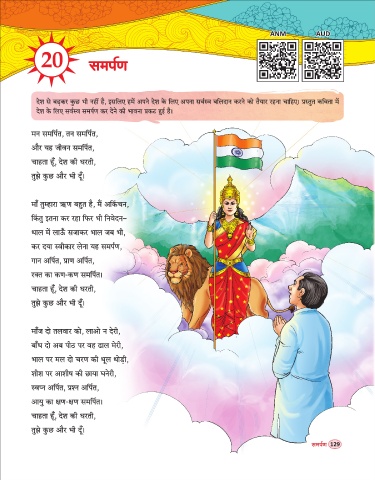 ANM
AUD
20
समर्पण
देश से बढ़कर कुछ भी नहीं है, इसलिए हमें अपने देश के लिए अपना सर्वस्व बलिदान करने को तैयार रहना चाहिए। प्रस्तुत कविता में
देश के लिए सर्वस्व समर्पण कर देने की भावना प्रकट हुई है।
मन समर्पित, तन समर्पित,
और यह जीवन समर्पित,
चाहता हूँ, देश की धरती,
तुझे कुछ और भी दूँ!
माँ तुम्हारा ऋण बहुत है, मैं अकिंचन,
किंतु इतना कर रहा फिर भी निवेदन–
थाल में लाऊँ सजाकर भाल जब भी,
कर दया स्वीकार लेना यह समर्पण,
गान अर्पित, प्राण अर्पित,
रक्त का कण-कण समर्पित।
चाहता हूँ, देश की धरती,
तुझे कुछ और भी दूँ!
माँज दो तलवार को, लाओ न देरी,
बाँध दो अब पीठ पर वह ढाल मेरी,
भाल पर मल दो चरण की धूल थोड़ी,
शीश पर आशीष की छाया घनेरी,
स्वप्न अर्पित, प्रश्न अर्पित,
आयु का क्षण-क्षण समर्पित।
चाहता हूँ, देश की धरती,
तुझे कुछ और भी दूँ!
समर्पण 129